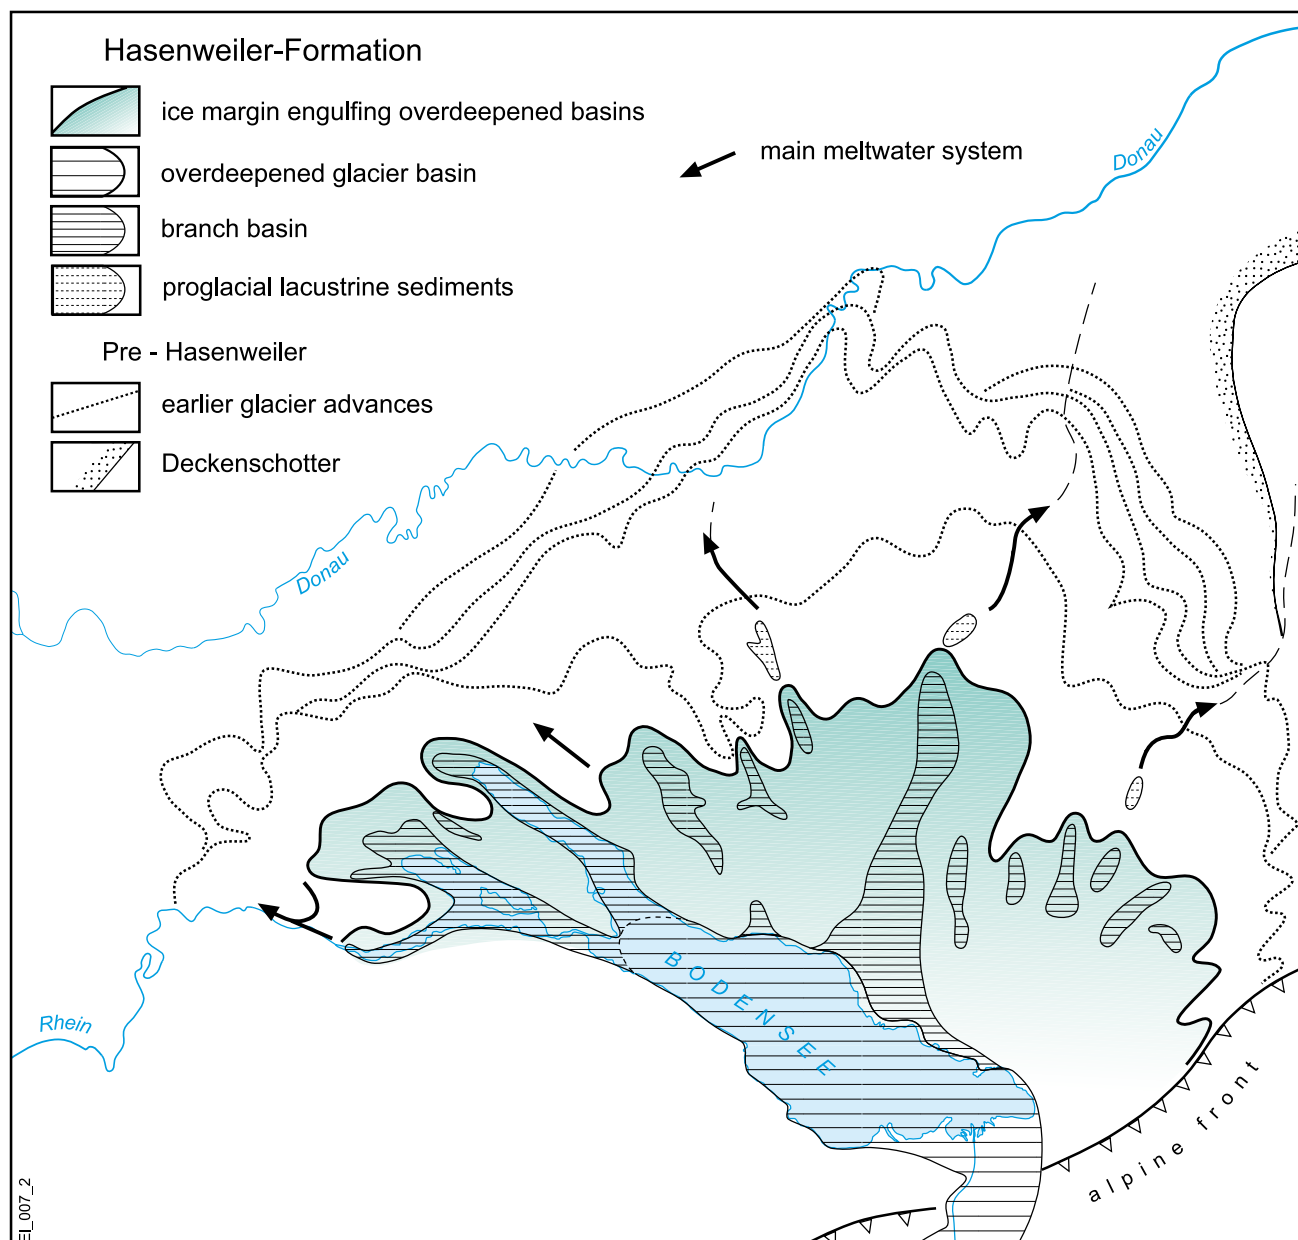 Hasenweiler-Formation
ice margin engulfing overdeepened basins
overdeepened glacier basin
branch basin
proglacial lacustrine sediments
Pre - Hasenweiler
earlier glacier advances
Deckenschotter
main meltwater system
Donau
Donau
Rhein
BODENSEE
alpine front
EI_007_2